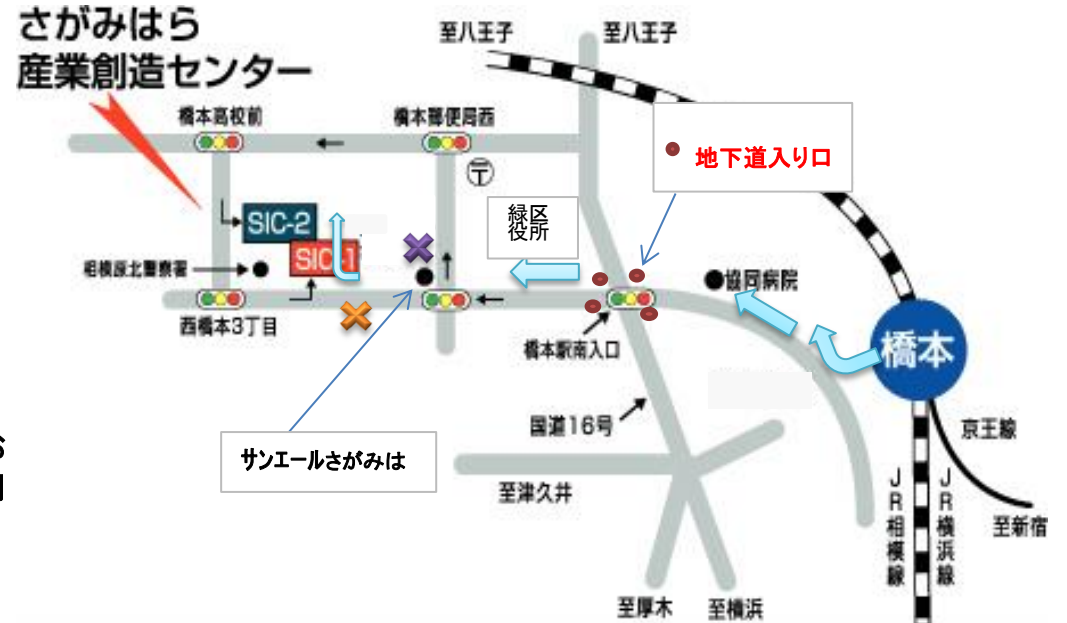 さがみはら
産業創造センター
至八王子
至八王子
橋本高校前
橋本郵便局西
〒
地下道入り口
SIC-2
SIC-1
緑区
役所
相模原北警察署
協同病院
西橋本3丁目
橋本駅南入口
橋本
国道16号
サンエールさがみは
京王線
至津久井
JR相模線
JR横浜線
至新宿
至厚木
至横浜